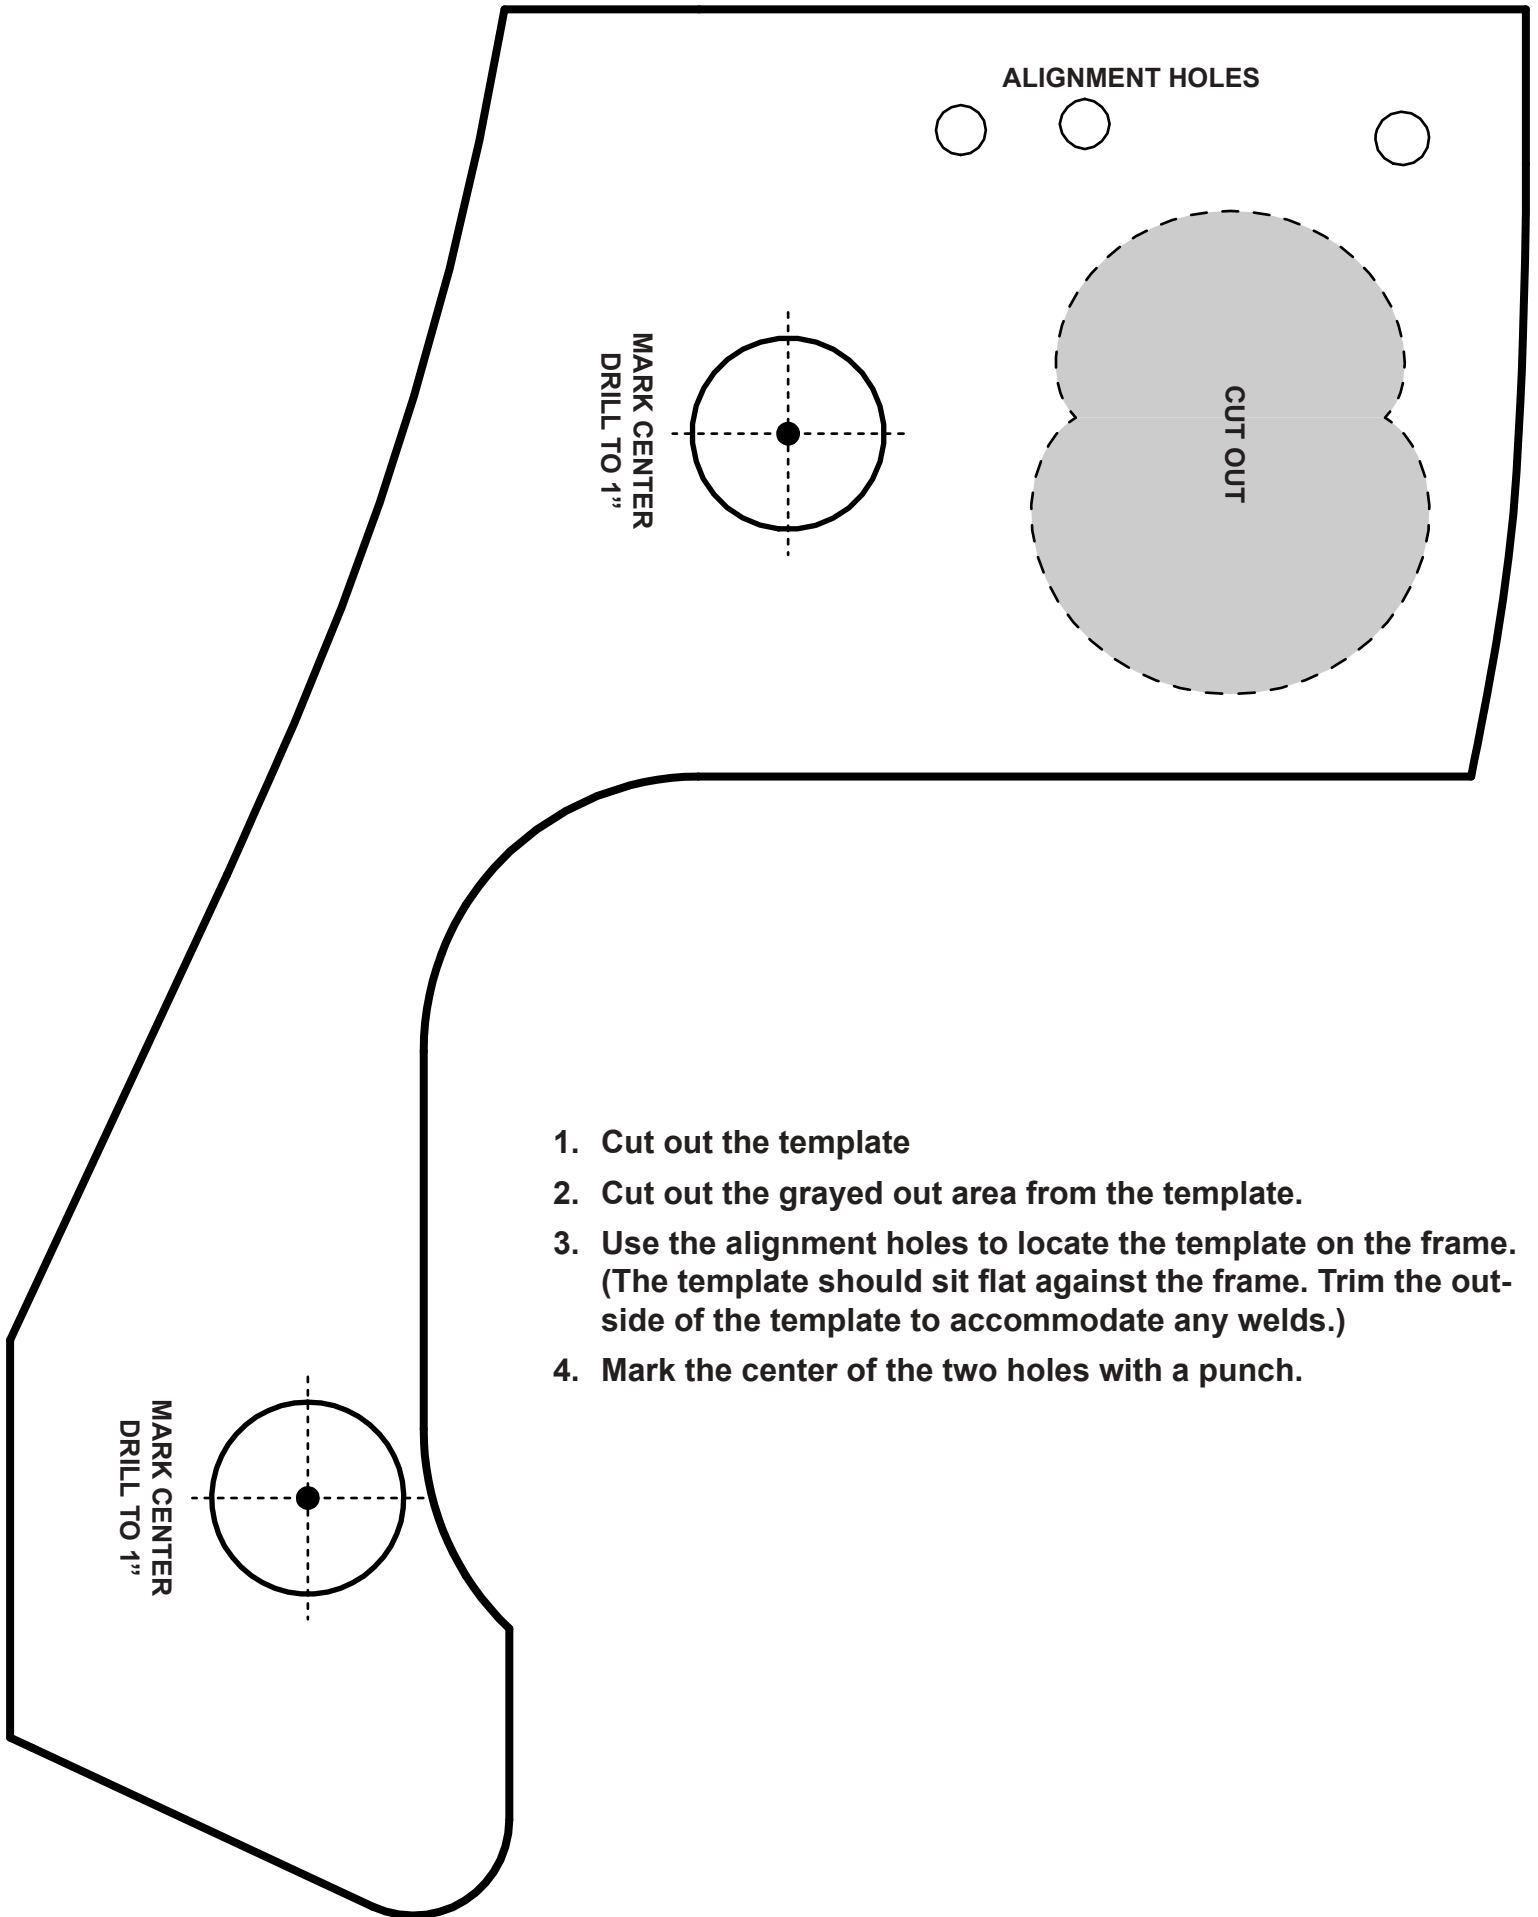 ALIGNMENT HOLES
MARK CENTER
DRILL TO 1”
CUT OUT
1. Cut out the template
2. Cut out the grayed out area from the template.
3. Use the alignment holes to locate the template on the frame.
(The template should sit flat against the frame. Trim the out-
side of the template to accommodate any welds.)
4. Mark the center of the two holes with a punch.
MARK CENTER
DRILL TO 1”